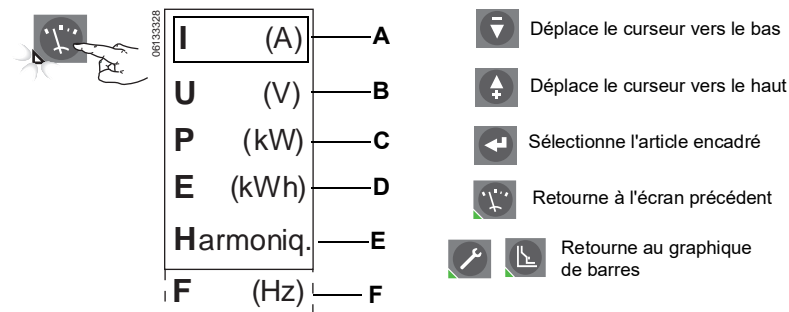 06133328
I (A) A
U (V) B
P (kW) C
E (kWh) D
Harmoniq. E
F (Hz) F
Déplace le curseur vers le bas
Déplace le curseur vers le haut
Sélectionne l'article encadré
Retourne à l'écran précédent
Retourne au graphique
de barres